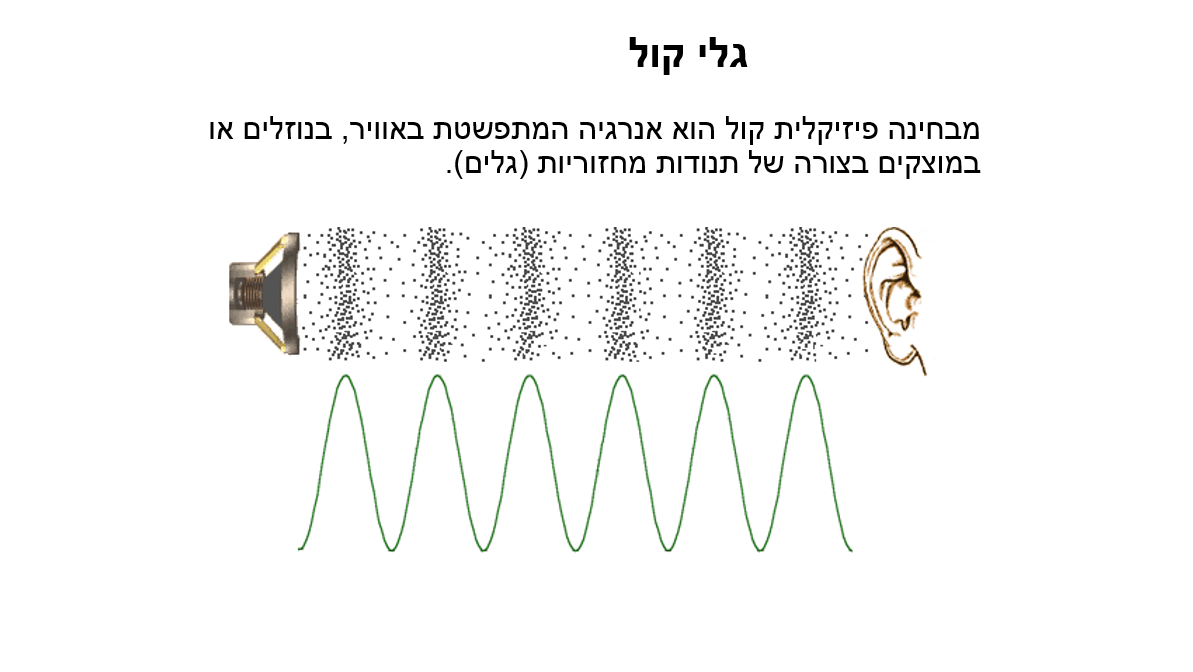 גלי קול
מבחינה פיזיקלית קול הוא אנרגיה המתפשטת באוויר, בנוזלים או
במוצקים בצורה של תנודות מחזוריות (גלים).